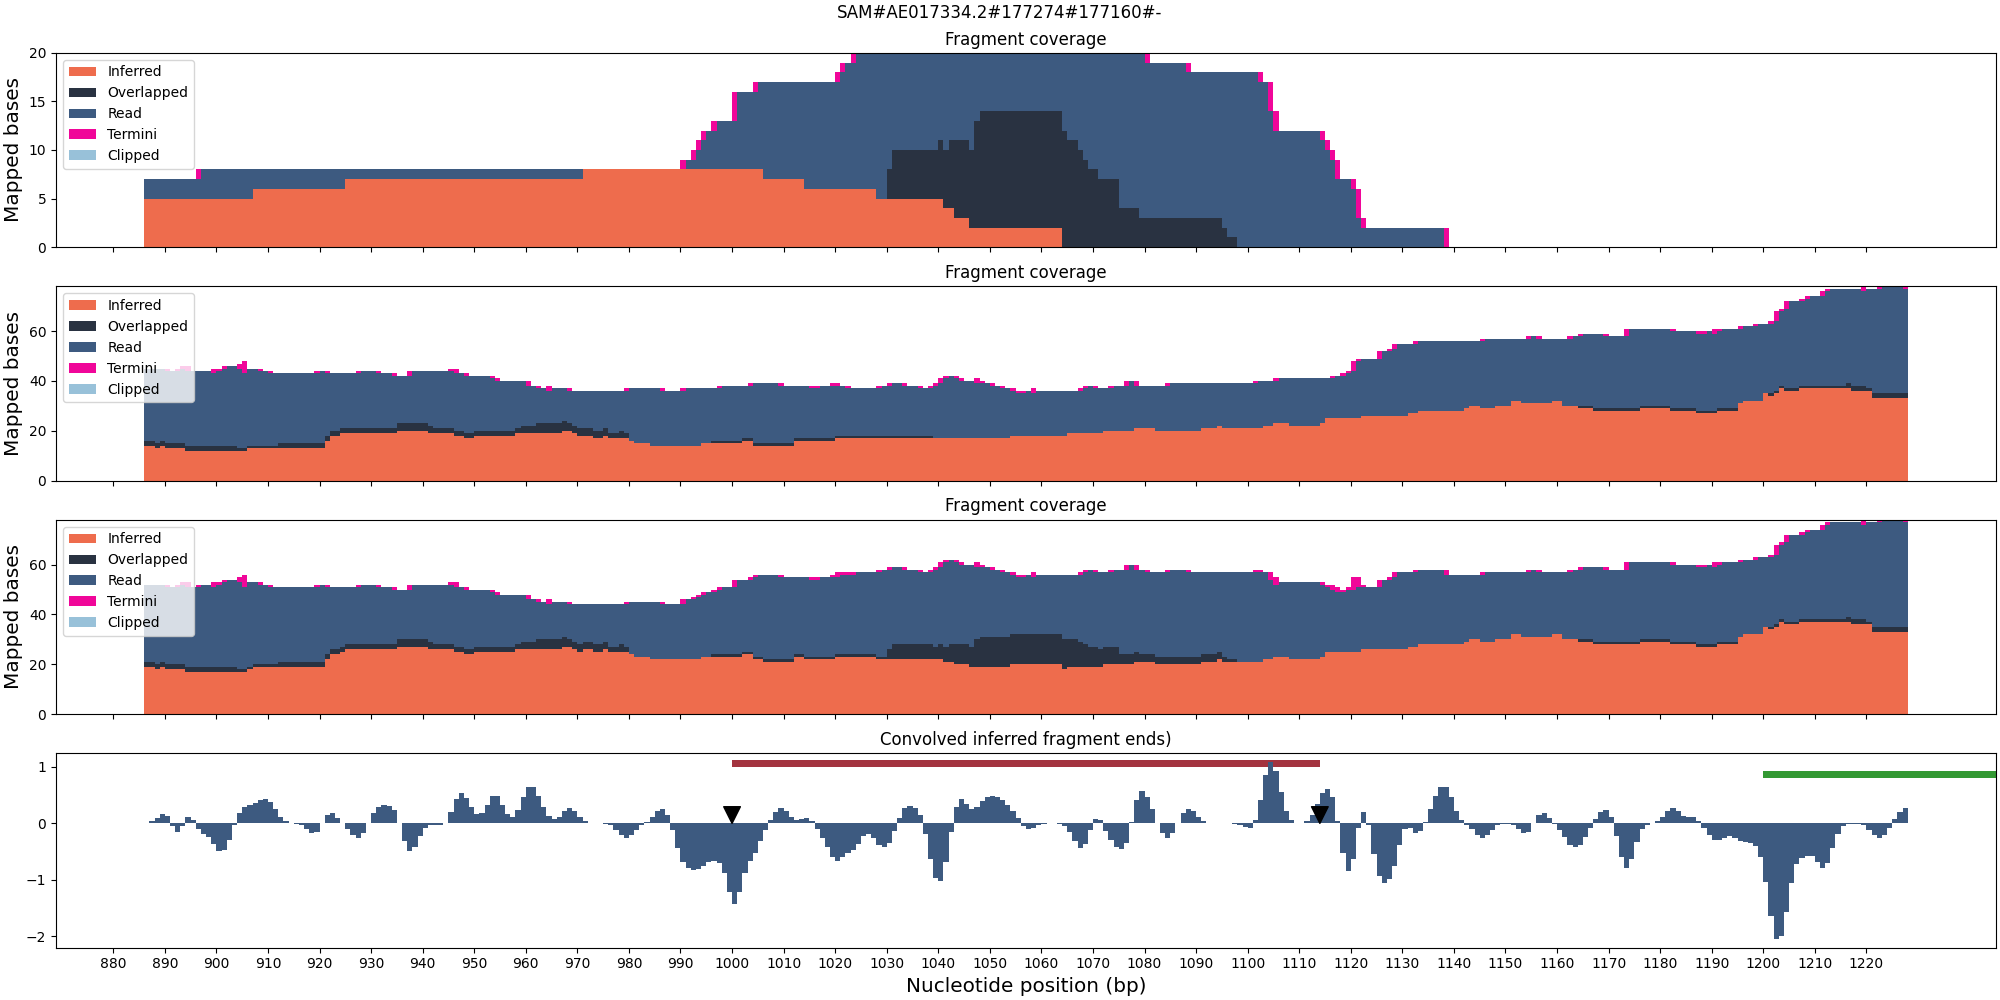 SAM#AE017334.2#177274#177160#-
Fragment coverage
Mapped bases
20
15
10
5
0
Inferred
Overlapped
Read
Termini
Clipped
Fragment coverage
Mapped bases
60
40
20
0
Inferred
Overlapped
Read
Termini
Clipped
Fragment coverage
Mapped bases
60
40
20
0
Inferred
Overlapped
Read
Termini
Clipped
Convolved inferred fragment ends)
1
0
−1
−2
880 890 900 910 920 930 940 950 960 970 980 990 1000 1010 1020 1030 1040 1050 1060 1070 1080 1090 1100 1110 1120 1130 1140 1150 1160 1170 1180 1190 1200 1210 1220
Nucleotide position (bp)